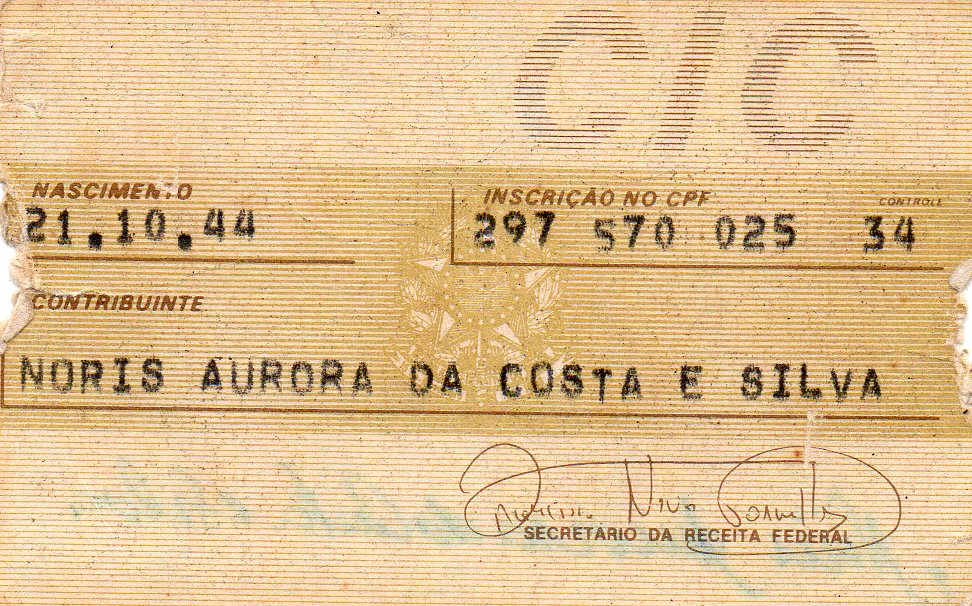 CIC
NASCIMENTO
INSCRIÇÃO NO CPF CONTROLE
21.10.44 297 570 025 34
CONTRIBUINTE
NORIS AURORA DA COSTA E SILVA
SECRETÁRIO DA RECEITA FEDERAL